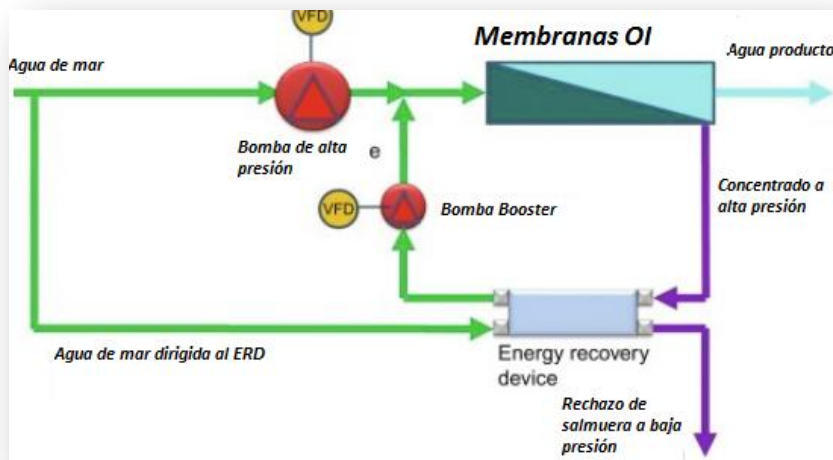 VFD
Membranas OI
Agua de mar
Agua producto
Bomba de alta
presión
e
Concentrado a
alta presión
VFD
Bomba Booster
Agua de mar dirigida al ERD
Energy recovery
device
Rechazo de
salmuera a baja
presión